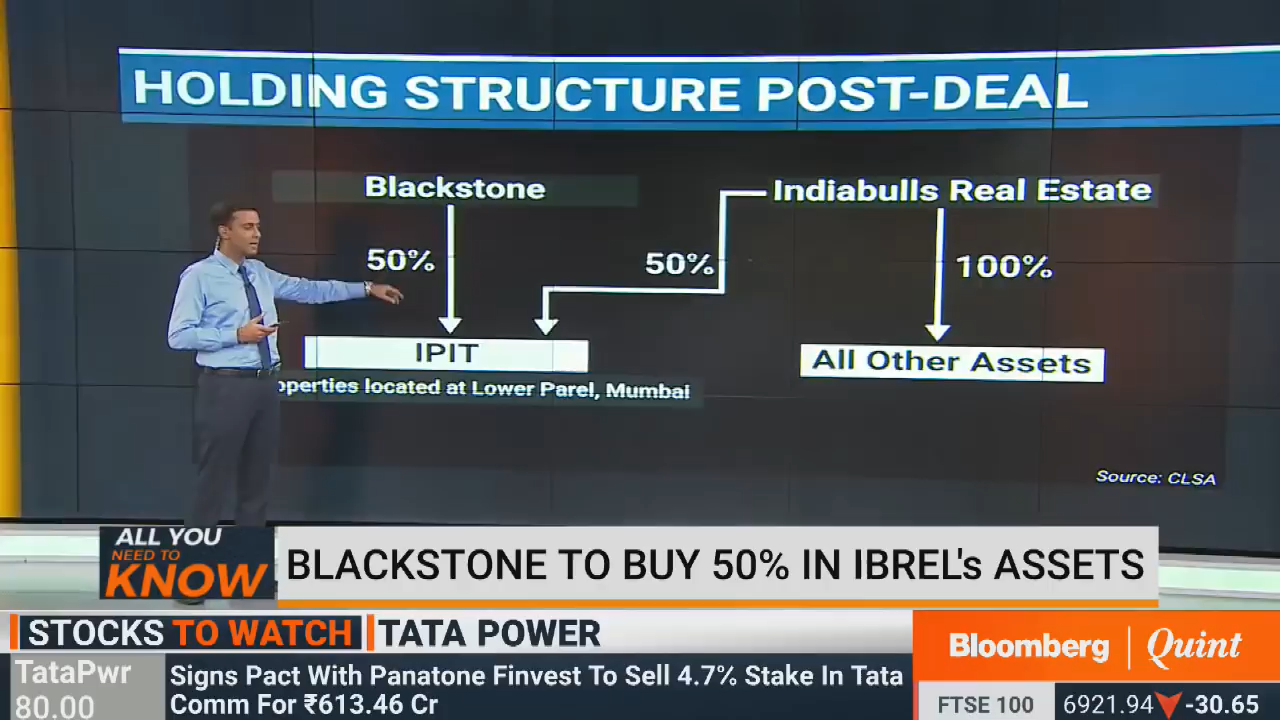 HOLDING STRUCTURE POST-DEAL
Blackstone
Indiabulls Real Estate
50%
50%
100%
IPIT
All Other Assets
located at Lower Parel, Mumbai
Source: CLSA
ALL YOU
NEED TO
KNOW
BLACKSTONE TO BUY 50% IN IBREL's ASSETS
STOCKS TO WATCH
TATA POWER
Bloomberg | Quint
TataPwr
80.00
Signs Pact With Panatone Finvest To Sell 4.7% Stake In Tata
Comm For ₹613.46 Cr
FTSE 100
6921.94
-30.65